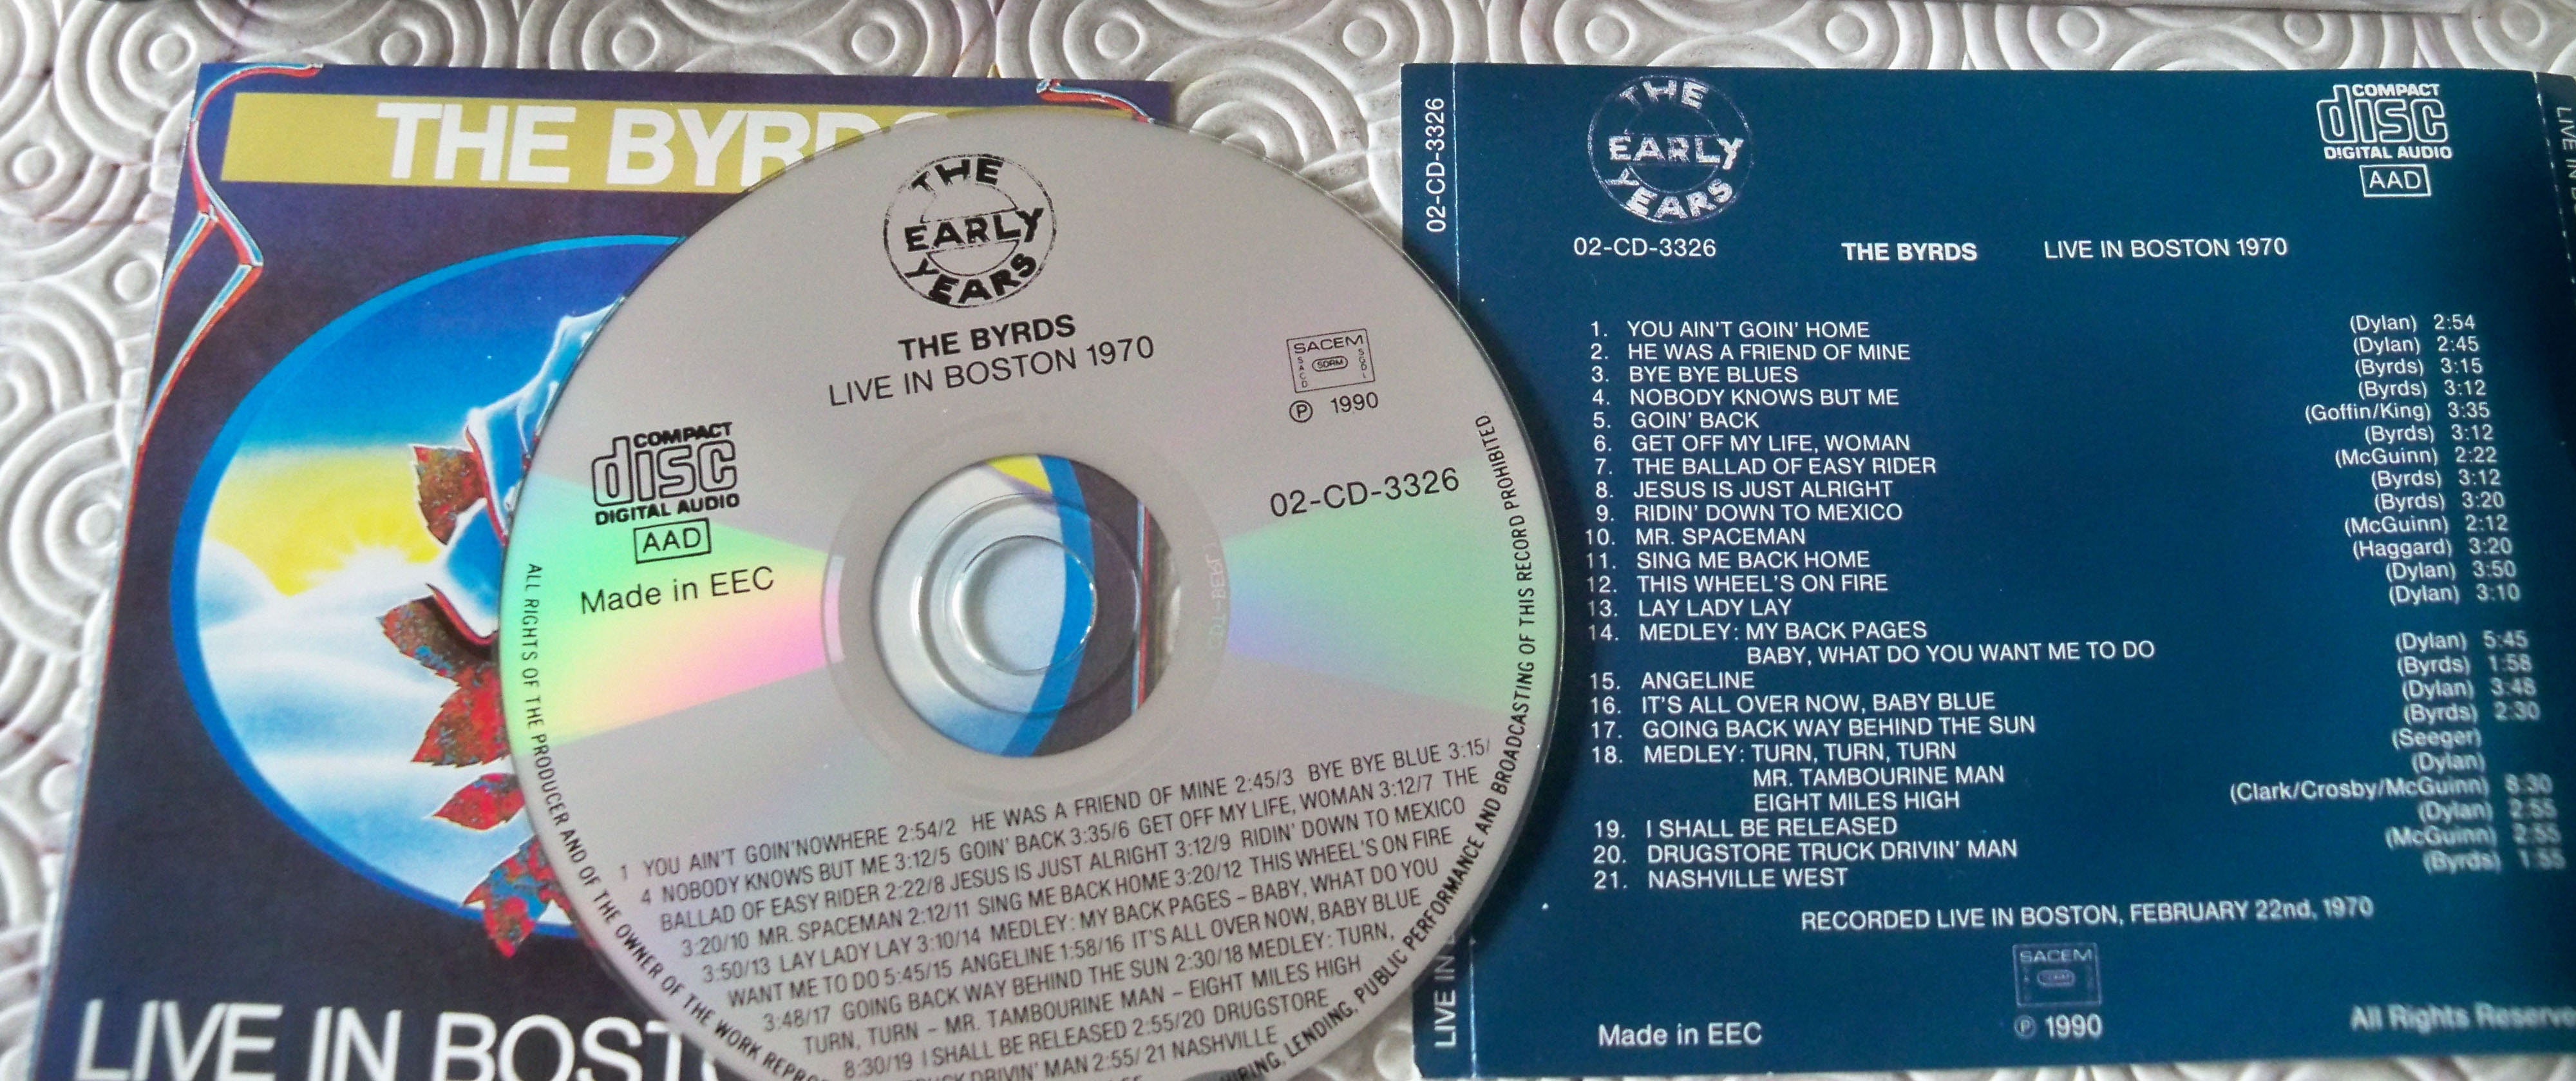 THE BYRDS
LIVE IN BOST
THE
EARLY
YEARS
THE BYRDS
LIVE IN BOSTON 1970
SACEM
SACD
SDRM
SGDL
℗ 1990
COMPACT
disc
DIGITAL AUDIO
AAD
Made in EEC
02-CD-3326
ALL RIGHTS OF THE PRODUCER AND OF THE OWNER OF THE WORK REPRO
RING, LENDING, PUBLIC PERFORMANCE AND BROADCASTING OF THIS RECORD PROHIBITED
1 YOU AIN'T GOIN'NOWHERE 2:54/2 HE WAS A FRIEND OF MINE 2:45/3 BYE BYE BLUE 3:15/
4 NOBODY KNOWS BUT ME 3:12/5 GOIN' BACK 3:35/6 GET OFF MY LIFE, WOMAN 3:12/7 THE
BALLAD OF EASY RIDER 2:22/8 JESUS IS JUST ALRIGHT 3:12/9 RIDIN' DOWN TO MEXICO
3:20/10 MR. SPACEMAN 2:12/11 SING ME BACK HOME 3:20/12 THIS WHEEL'S ON FIRE
3:50/13 LAY LADY LAY 3:10/14 MEDLEY: MY BACK PAGES – BABY, WHAT DO YOU
WANT ME TO DO 5:45/15 ANGELINE 1:58/16 IT'S ALL OVER NOW, BABY BLUE
3:48/17 GOING BACK WAY BEHIND THE SUN 2:30/18 MEDLEY: TURN,
TURN, TURN – MR. TAMBOURINE MAN – EIGHT MILES HIGH
8:30/19 I SHALL BE RELEASED 2:55/20 DRUGSTORE
DRIVIN' MAN 2:55/ 21 NASHVILLE
02-CD-3326
LIVE IN
THE
EARLY
YEARS
COMPACT
disc
DIGITAL AUDIO
AAD
02-CD-3326 THE BYRDS LIVE IN BOSTON 1970
1. YOU AIN'T GOIN' HOME (Dylan) 2:54
2. HE WAS A FRIEND OF MINE (Dylan) 2:45
3. BYE BYE BLUES (Byrds) 3:15
4. NOBODY KNOWS BUT ME (Byrds) 3:12
5. GOIN' BACK (Goffin/King) 3:35
6. GET OFF MY LIFE, WOMAN (Byrds) 3:12
7. THE BALLAD OF EASY RIDER (McGuinn) 2:22
8. JESUS IS JUST ALRIGHT (Byrds) 3:12
9. RIDIN' DOWN TO MEXICO (Byrds) 3:20
10. MR. SPACEMAN (McGuinn) 2:12
11. SING ME BACK HOME (Haggard) 3:20
12. THIS WHEEL'S ON FIRE (Dylan) 3:50
13. LAY LADY LAY (Dylan) 3:10
14. MEDLEY: MY BACK PAGES
BABY, WHAT DO YOU WANT ME TO DO (Dylan) 5:45
15. ANGELINE (Byrds) 1:58
16. IT'S ALL OVER NOW, BABY BLUE (Dylan) 3:48
17. GOING BACK WAY BEHIND THE SUN (Byrds) 2:30
18. MEDLEY: TURN, TURN, TURN (Seeger)
MR. TAMBOURINE MAN (Dylan)
EIGHT MILES HIGH (Clark/Crosby/McGuinn) 8:30
19. I SHALL BE RELEASED (Dylan) 2:55
20. DRUGSTORE TRUCK DRIVIN' MAN (McGuinn) 2:55
21. NASHVILLE WEST (Byrds)
RECORDED LIVE IN BOSTON, FEBRUARY 22nd, 1970
SACEM
℗ 1990
Made in EEC
All Rights Reserve
LIVE IN